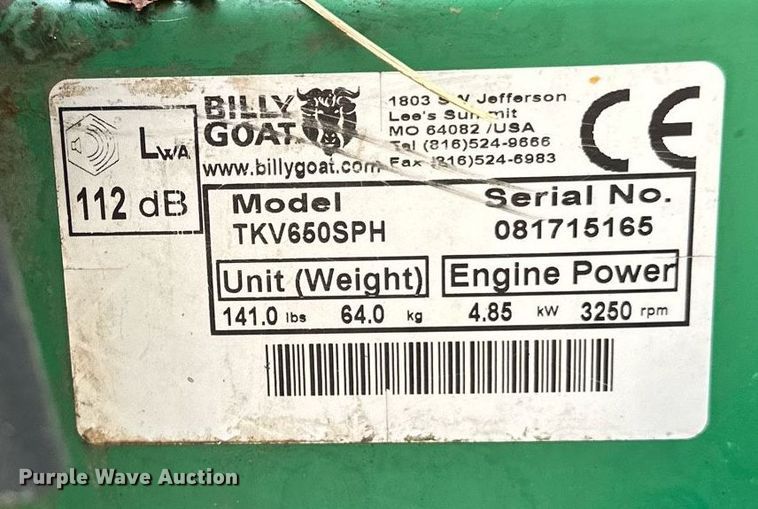 LWA
112 dB
BILLY
GOAT
www.billygoat.com
1803 SW Jefferson
Lee's Summit
MO 64082 /USA
Tel (816)524-9666
Fax (816)524-6983
CE
Model Serial No.
TKV650SPH 081715165
Unit (Weight) Engine Power
141.0 lbs 64.0 kg 4.85 kW 3250 rpm
Purple Wave Auction